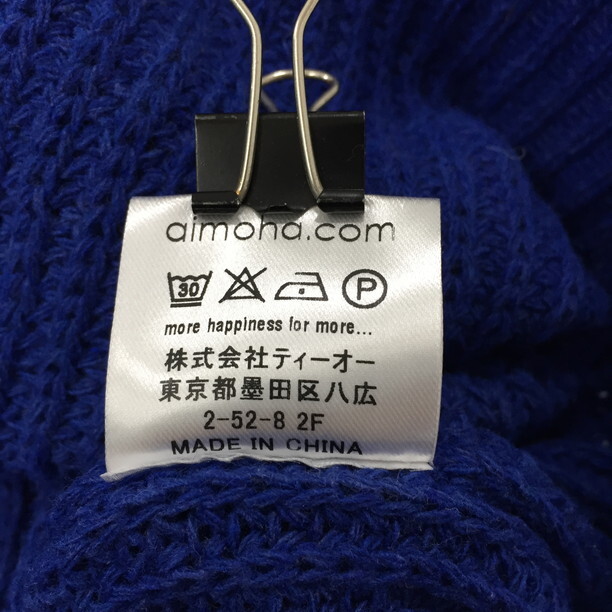 aimoha.com
30 P
more happiness for more...
株式会社ティーオー
東京都墨田区八広
2-52-8 2F
MADE IN CHINA